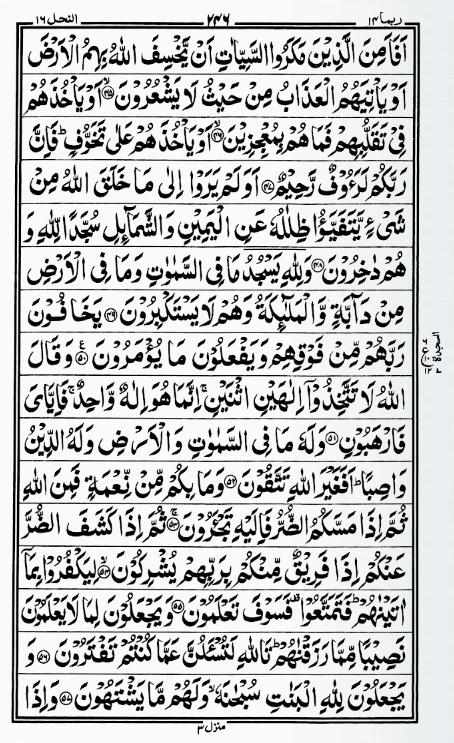 ربما ١٤ ٢٤٦ النحل ١٦
اَفَاَمِنَ الَّذِيْنَ مَكَرُوا السَّيِّاٰتِ اَنْ يَّخْسِفَ اللّٰهُ بِهِمُ الْاَرْضَ
اَوْ يَاْتِيَهُمُ الْعَذَابُ مِنْ حَيْثُ لَا يَشْعُرُوْنَ ﴿٤٥﴾ اَوْ يَاْخُذَهُمْ
فِيْ تَقَلُّبِهِمْ فَمَا هُمْ بِمُعْجِزِيْنَ ﴿٤٦﴾ اَوْ يَاْخُذَهُمْ عَلٰى تَخَوُّفٍ ؕ فَاِنَّ
رَبَّكُمْ لَرَءُوْفٌ رَّحِيْمٌ ﴿٤٧﴾ اَوَلَمْ يَرَوْا اِلٰى مَا خَلَقَ اللّٰهُ مِنْ
شَيْءٍ يَّتَفَيَّؤُا ظِلٰلُهٗ عَنِ الْيَمِيْنِ وَالشَّمَآىِٕلِ سُجَّدًا لِّلّٰهِ وَ
هُمْ دٰخِرُوْنَ ﴿٤٨﴾ وَلِلّٰهِ يَسْجُدُ مَا فِي السَّمٰوٰتِ وَمَا فِي الْاَرْضِ
مِنْ دَآبَّةٍ وَّالْمَلٰٓىِٕكَةُ وَهُمْ لَا يَسْتَكْبِرُوْنَ ﴿٤٩﴾ يَخَافُوْنَ
رَبَّهُمْ مِّنْ فَوْقِهِمْ وَيَفْعَلُوْنَ مَا يُؤْمَرُوْنَ ﴿٥٠﴾ وَقَالَ
اللّٰهُ لَا تَتَّخِذُوْٓا اِلٰهَيْنِ اثْنَيْنِ ۚ اِنَّمَا هُوَ اِلٰهٌ وَّاحِدٌ ۚ فَاِيَّايَ
فَارْهَبُوْنِ ﴿٥١﴾ وَلَهٗ مَا فِي السَّمٰوٰتِ وَالْاَرْضِ وَلَهُ الدِّيْنُ
وَاصِبًا ؕ اَفَغَيْرَ اللّٰهِ تَتَّقُوْنَ ﴿٥٢﴾ وَمَا بِكُمْ مِّنْ نِّعْمَةٍ فَمِنَ اللّٰهِ
ثُمَّ اِذَا مَسَّكُمُ الضُّرُّ فَاِلَيْهِ تَجْـَٔرُوْنَ ﴿٥٣﴾ ثُمَّ اِذَا كَشَفَ الضُّرَّ
عَنْكُمْ اِذَا فَرِيْقٌ مِّنْكُمْ بِرَبِّهِمْ يُشْرِكُوْنَ ﴿٥٤﴾ لِيَكْفُرُوْا بِمَآ
اٰتَيْنٰهُمْ ؕ فَتَمَتَّعُوْا ۫ فَسَوْفَ تَعْلَمُوْنَ ﴿٥٥﴾ وَيَجْعَلُوْنَ لِمَا لَا يَعْلَمُوْنَ
نَصِيْبًا مِّمَّا رَزَقْنٰهُمْ ؕ تَاللّٰهِ لَتُسْـَٔلُنَّ عَمَّا كُنْتُمْ تَفْتَرُوْنَ ﴿٥٦﴾ وَ
يَجْعَلُوْنَ لِلّٰهِ الْبَنٰتِ سُبْحٰنَهٗ ۙ وَلَهُمْ مَّا يَشْتَهُوْنَ ﴿٥٧﴾ وَاِذَا
السجدة ٣
منزل ٣